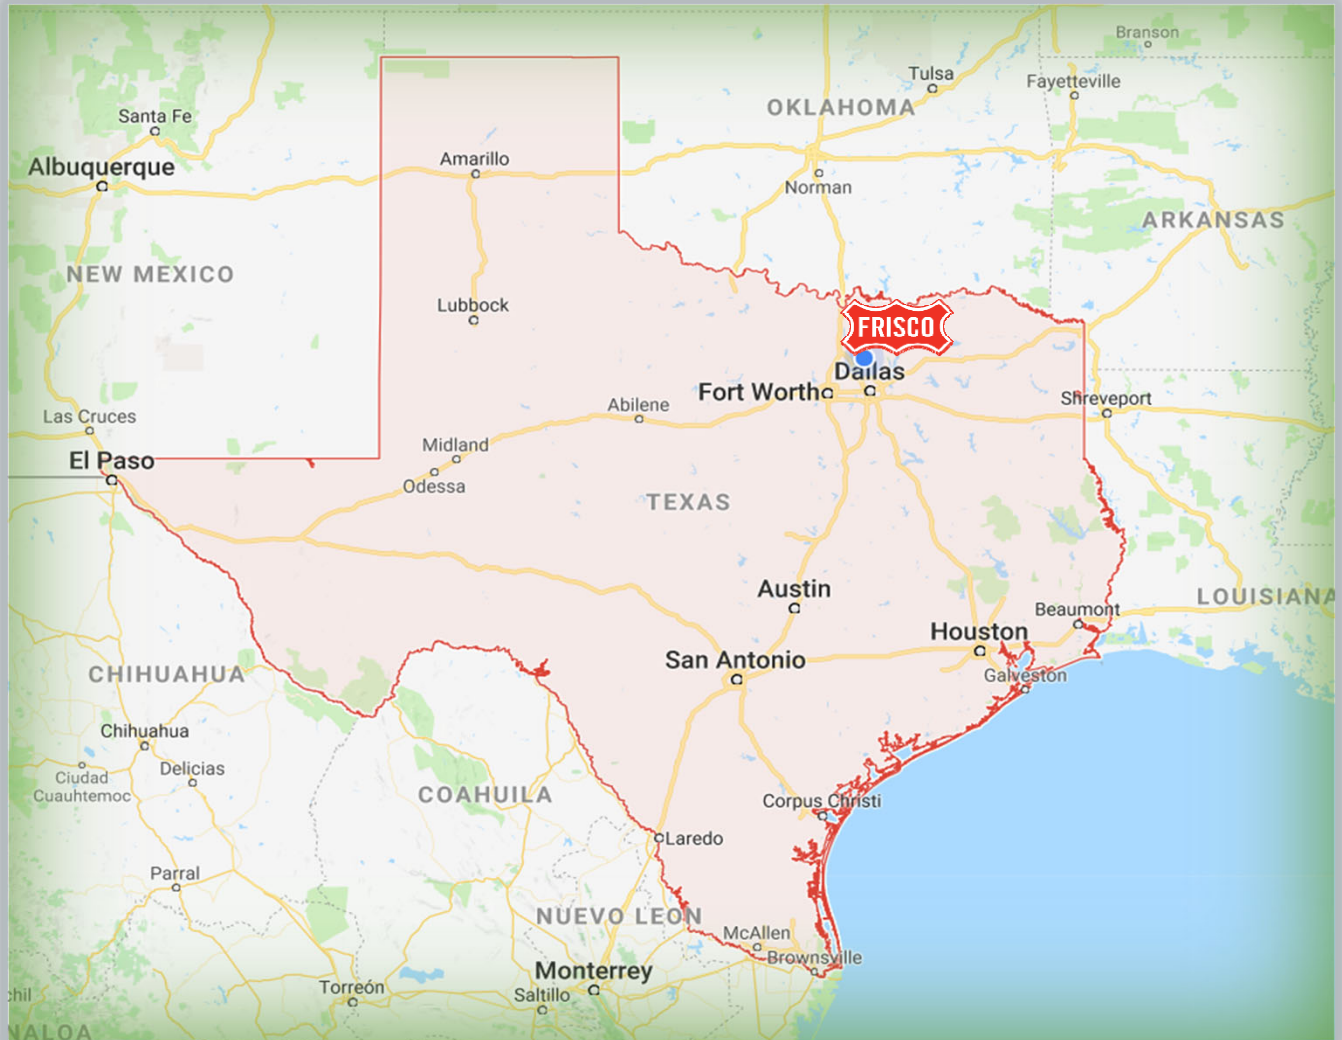 Branson
Tulsa
Fayetteville
OKLAHOMA
Santa Fe
Amarillo
Albuquerque
Norman
ARKANSAS
NEW MEXICO
Lubbock
FRISCO
Dallas
Fort Worth
Shreveport
Abilene
Las Cruces
Midland
El Paso
Odessa
TEXAS
Austin
LOUISIANA
Beaumont
Houston
San Antonio
CHIHUAHUA
Galveston
Chihuahua
Delicias
Ciudad
Cuauhtemoc
COAHUILA
Corpus Christi
Laredo
Parral
NUEVO LEON
McAllen
Brownsville
Monterrey
Torreón
Saltillo
chil
NALOA